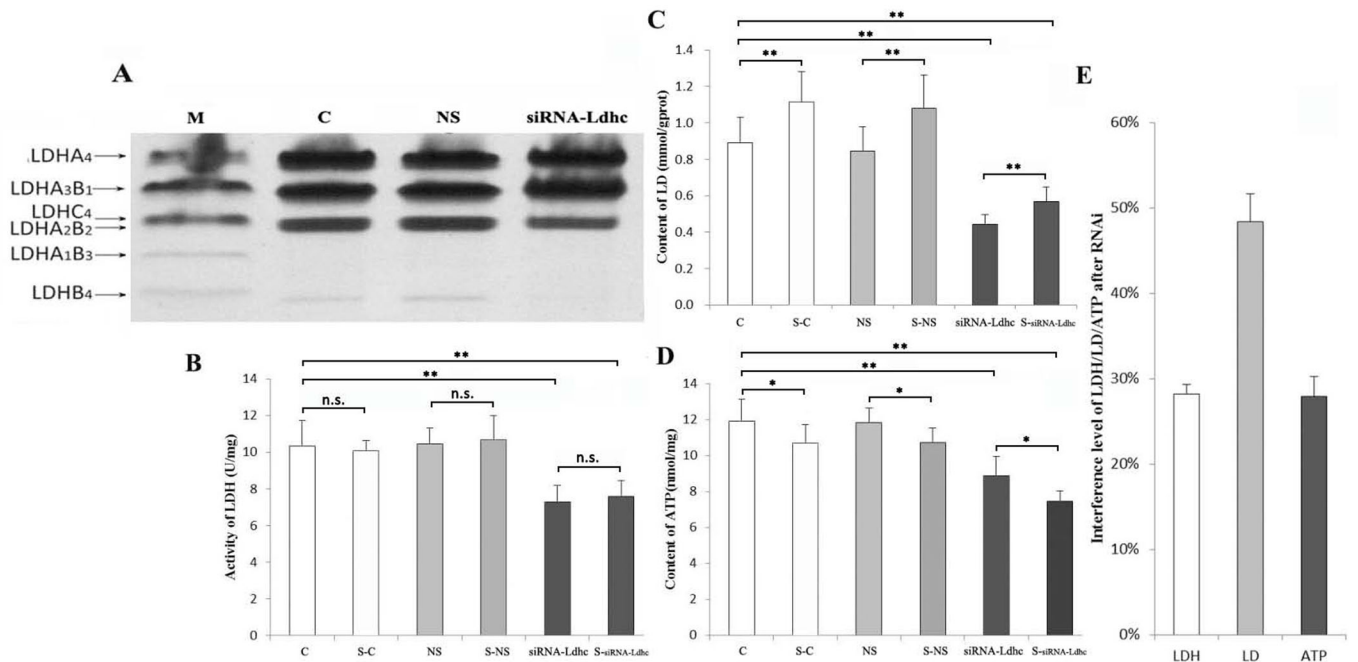 A
M C NS siRNA-Ldhc
LDHA4
LDHA3B1
LDHC4
LDHA2B2
LDHA1B3
LDHB4
B
Activity of LDH (U/mg)
14
12
10
8
6
4
2
0
** 
**
n.s. n.s. n.s.
C S-C NS S-NS siRNA-Ldhc S-siRNA-Ldhc
C
Content of LD (mmol/gprot)
1.4
1.2
1.0
0.8
0.6
0.4
0.2
0.0
**
**
** ** **
C S-C NS S-NS siRNA-Ldhc S-siRNA-Ldhc
D
Content of ATP(nmol/mg)
14
12
10
8
6
4
2
0
**
**
* * *
C S-C NS S-NS siRNA-Ldhc S-siRNA-Ldhc
E
Interference level of LDH/LD/ATP after RNAi
60%
50%
40%
30%
20%
10%
0%
LDH LD ATP